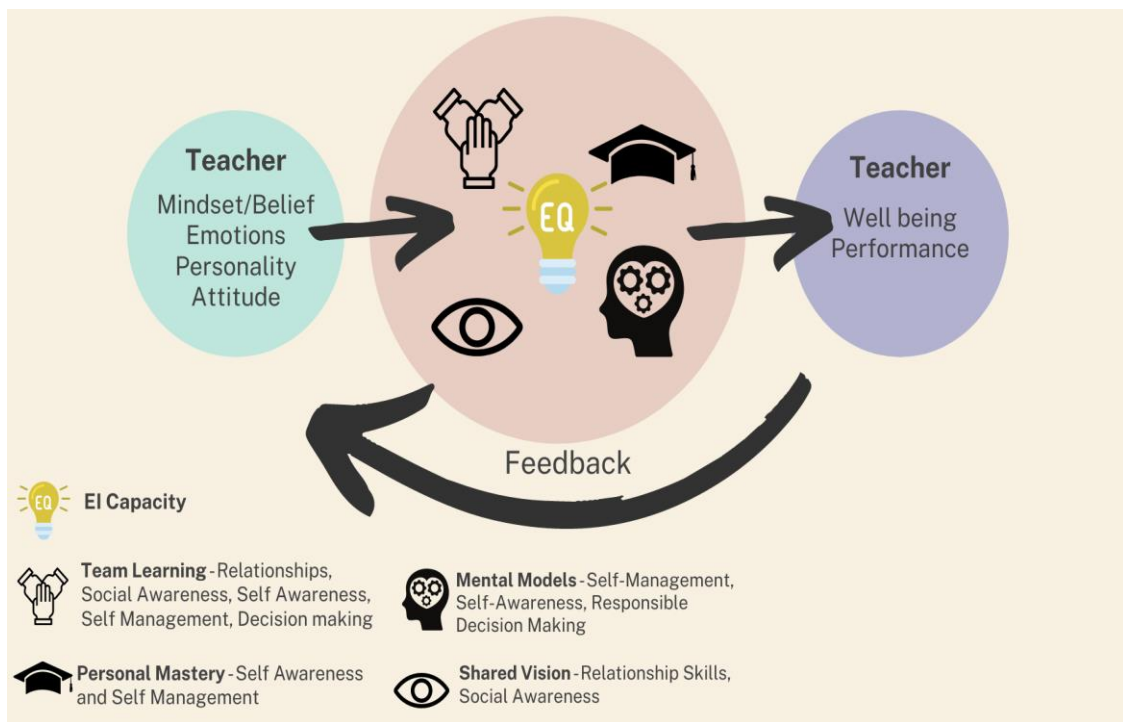 Teacher
Mindset/Belief
Emotions
Personality
Attitude
EQ
Teacher
Well being
Performance
Feedback
EQ
EI Capacity
Team Learning - Relationships,
Social Awareness, Self Awareness,
Self Management, Decision making
Mental Models - Self-Management,
Self-Awareness, Responsible
Decision Making
Personal Mastery - Self Awareness
and Self Management
Shared Vision - Relationship Skills,
Social Awareness